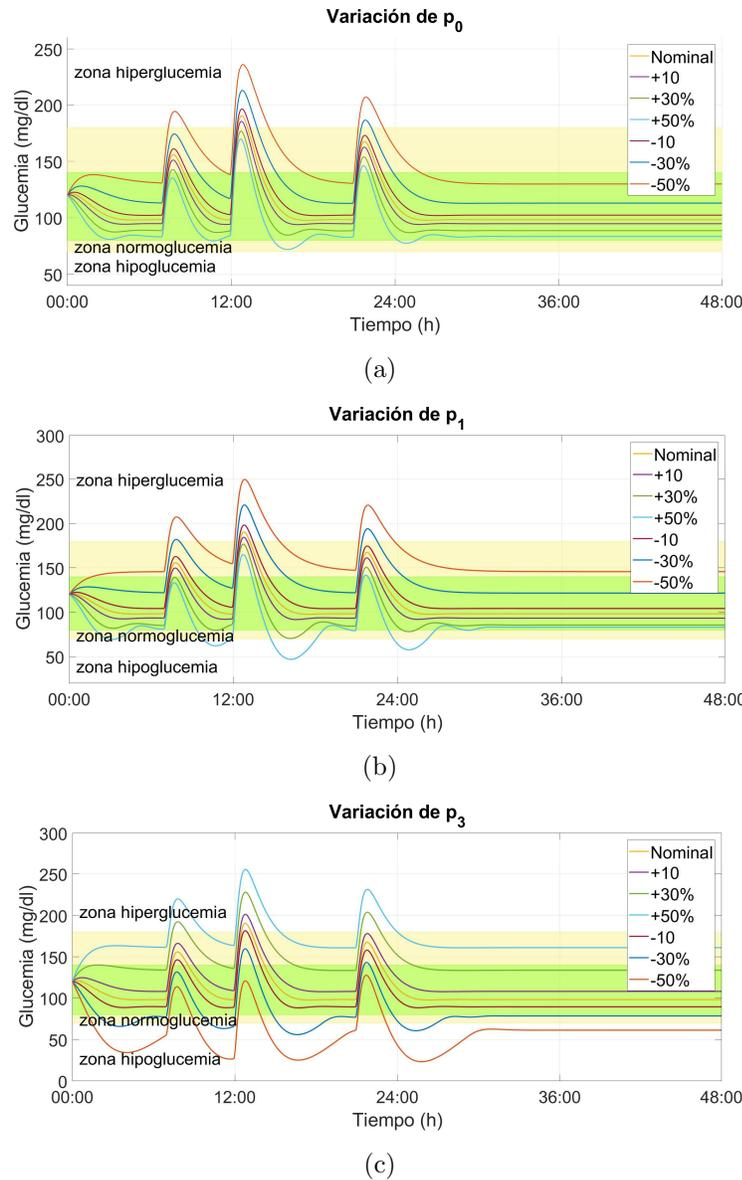 Variación de p0
Glucemia (mg/dl)
250
200
150
100
50
zona hiperglucemia
zona normoglucemia
zona hipoglucemia
Nominal
+10
+30%
+50%
-10
-30%
-50%
00:00 12:00 24:00 36:00 48:00
Tiempo (h)
(a)
Variación de p1
Glucemia (mg/dl)
300
250
200
150
100
50
zona hiperglucemia
zona normoglucemia
zona hipoglucemia
Nominal
+10
+30%
+50%
-10
-30%
-50%
00:00 12:00 24:00 36:00 48:00
Tiempo (h)
(b)
Variación de p3
Glucemia (mg/dl)
300
250
200
150
100
50
0
zona hiperglucemia
zona normoglucemia
zona hipoglucemia
Nominal
+10
+30%
+50%
-10
-30%
-50%
00:00 12:00 24:00 36:00 48:00
Tiempo (h)
(c)